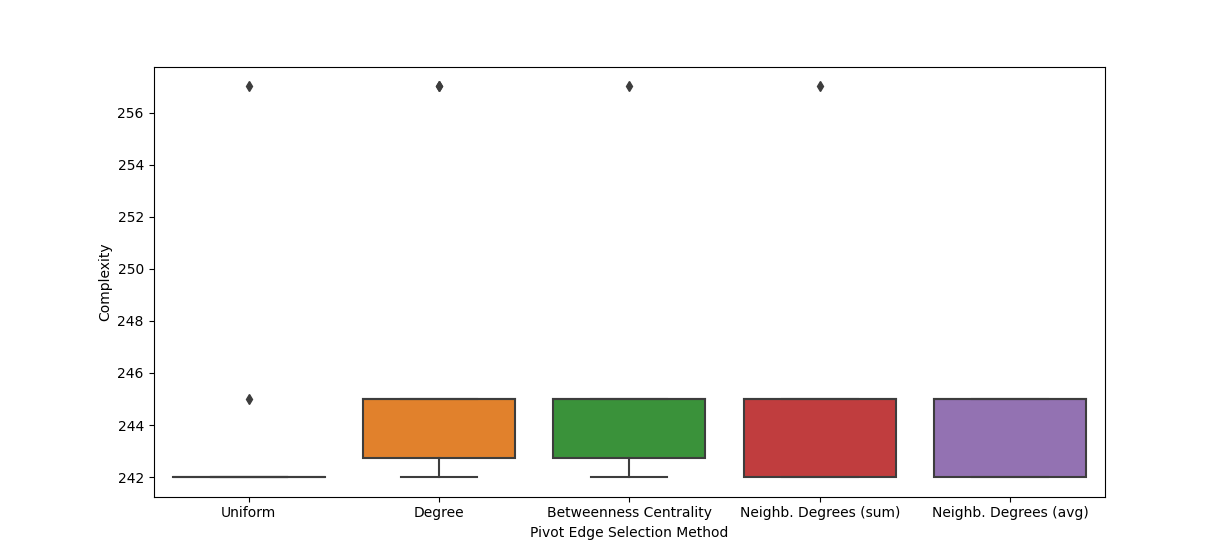 256
254
252
250
248
246
244
242
Complexity
Uniform Degree Betweenness Centrality Neighb. Degrees (sum) Neighb. Degrees (avg)
Pivot Edge Selection Method